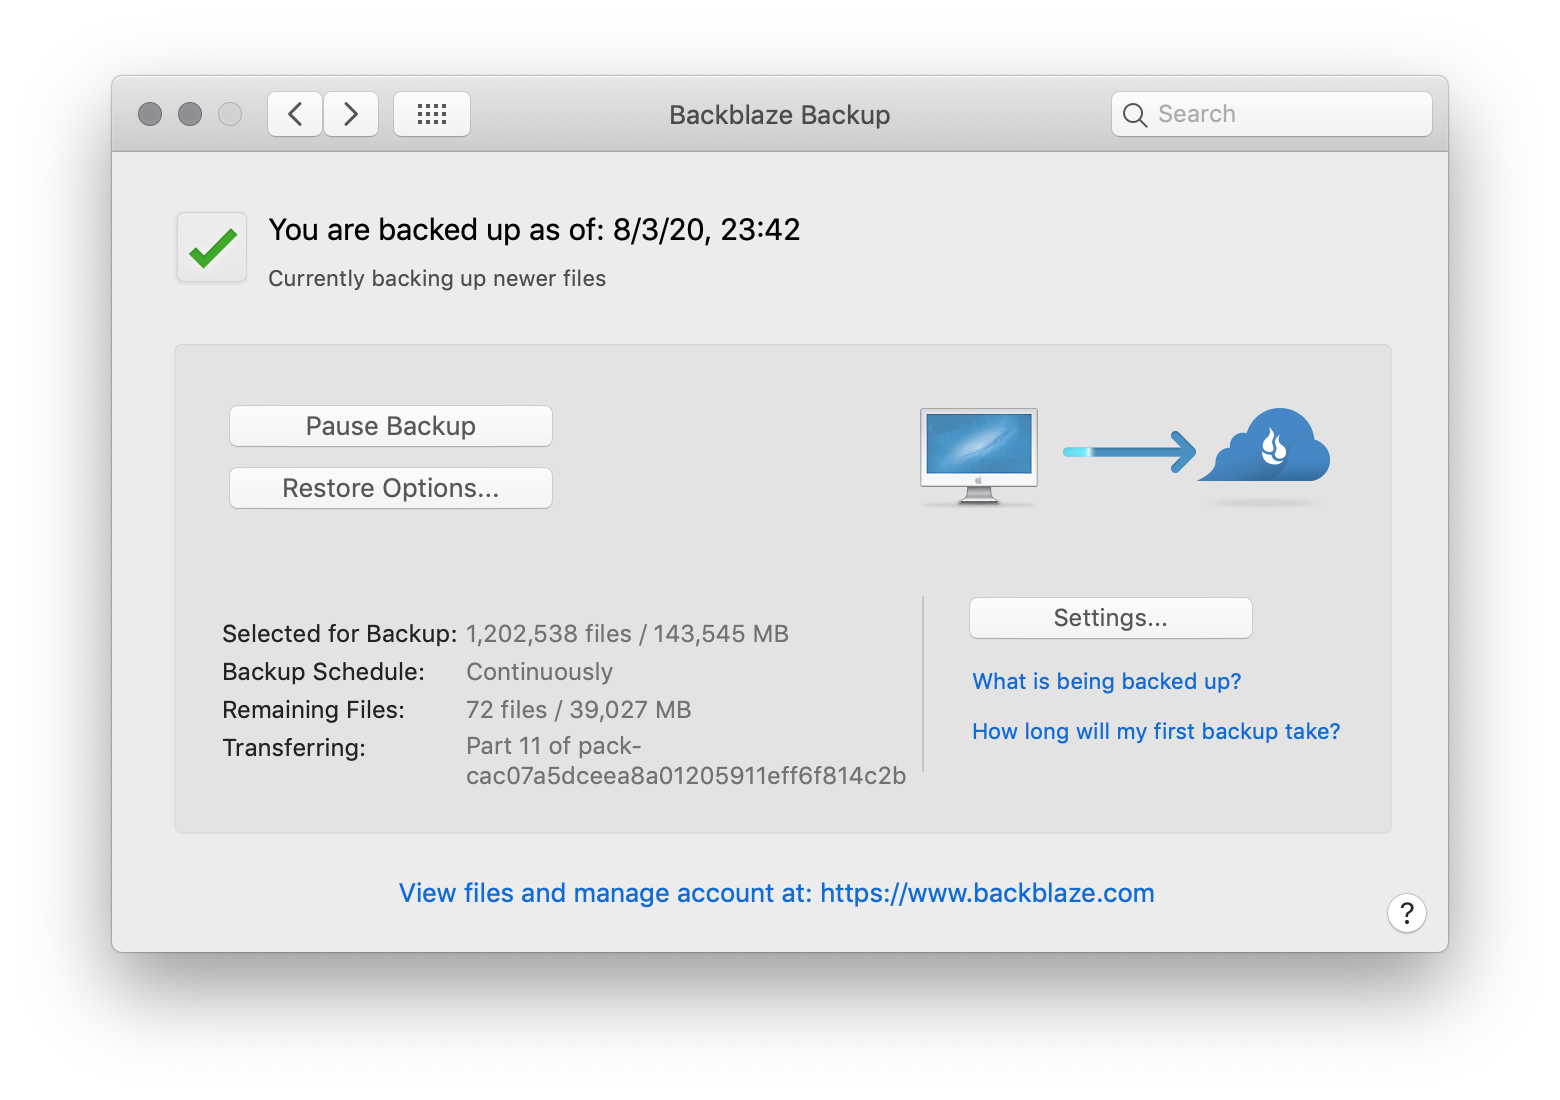 Backblaze Backup
Search
You are backed up as of: 8/3/20, 23:42
Currently backing up newer files
Pause Backup
Restore Options...
Selected for Backup: 1,202,538 files / 143,545 MB
Backup Schedule: Continuously
Remaining Files: 72 files / 39,027 MB
Transferring: Part 11 of pack-
cac07a5dceea8a01205911eff6f814c2b
Settings...
What is being backed up?
How long will my first backup take?
View files and manage account at: https://www.backblaze.com
?